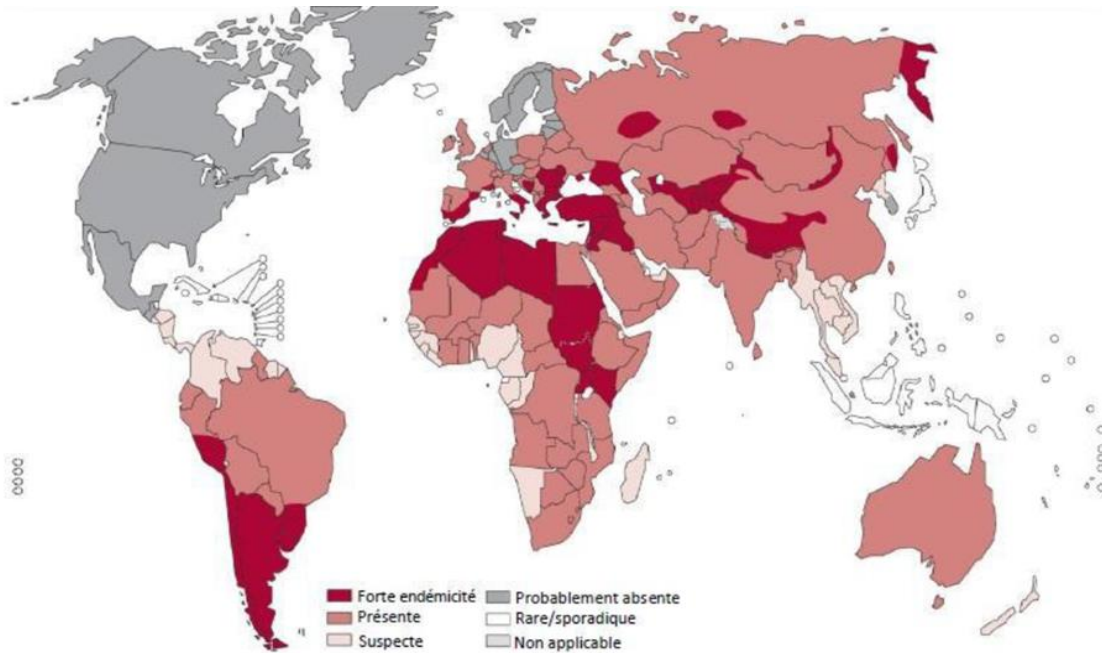 Forte endémicité
Présente
Suspecte
Probablement absente
Rare/sporadique
Non applicable